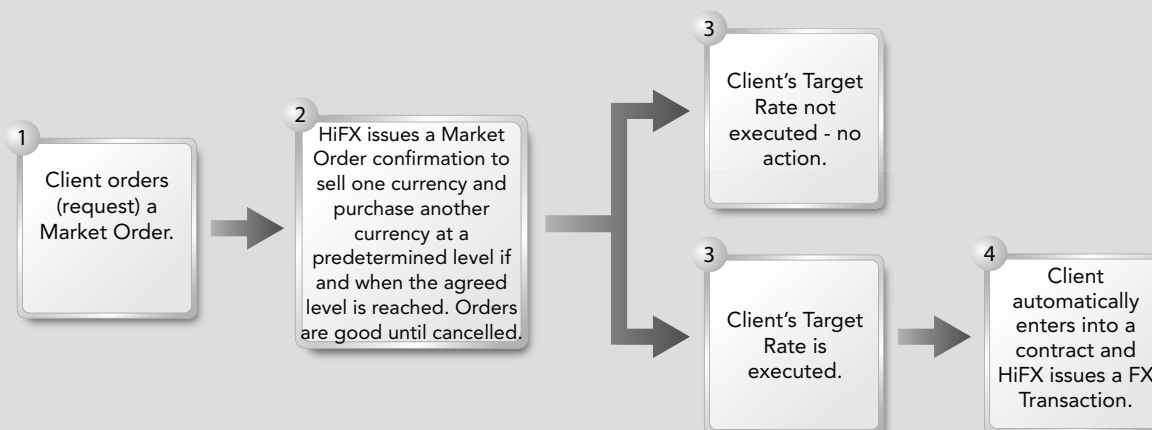 1
Client orders
(request) a
Market Order.
2
HiFX issues a Market
Order confirmation to
sell one currency and
purchase another
currency at a
predetermined level if
and when the agreed
level is reached. Orders
are good until cancelled.
3
Client's Target
Rate not
executed - no
action.
3
Client's Target
Rate is
executed.
4
Client
automatically
enters into a
contract and
HiFX issues a FX
Transaction.